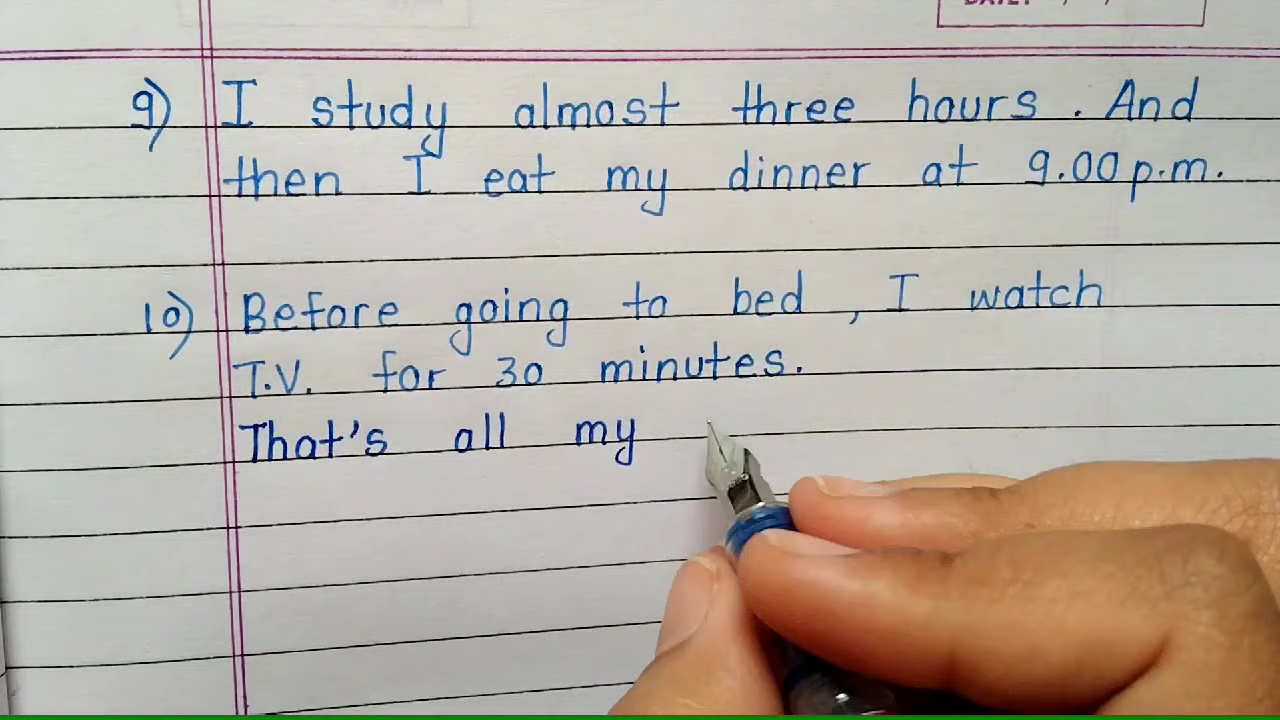 9) I study almost three hours. And
then I eat my dinner at 9.00 p.m.
10) Before going to bed, I watch
T.V. for 30 minutes.
That's all my